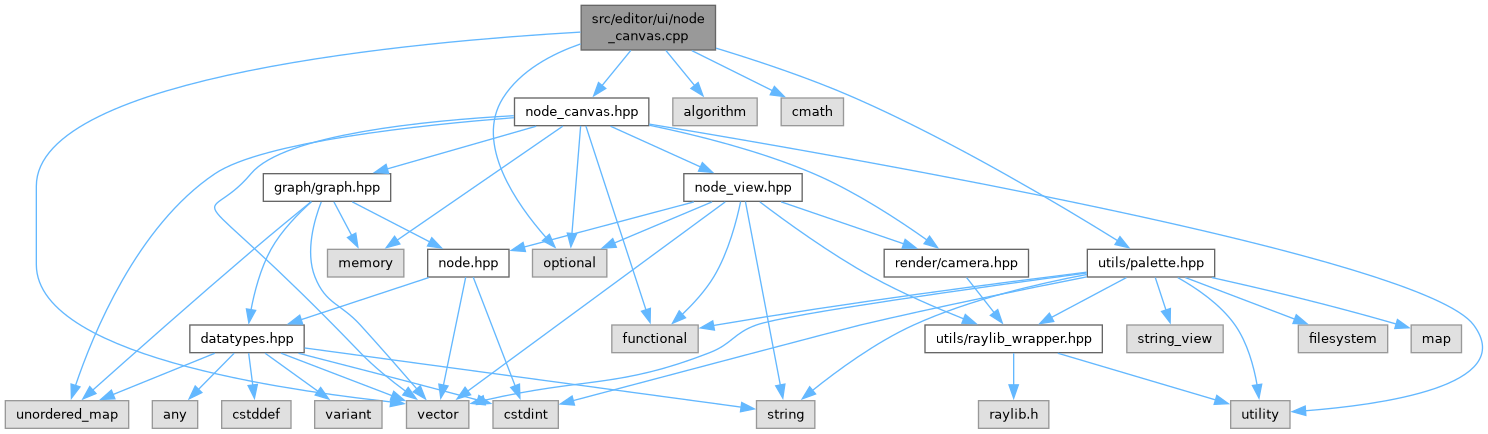 src/editor/ui/node
_canvas.cpp
node_canvas.hpp
algorithm
cmath
graph/graph.hpp
node_view.hpp
memory
node.hpp
optional
render/camera.hpp
utils/palette.hpp
datatypes.hpp
functional
utils/raylib_wrapper.hpp
string_view
filesystem
map
unordered_map
any
cstddef
variant
vector
cstdint
string
raylib.h
utility